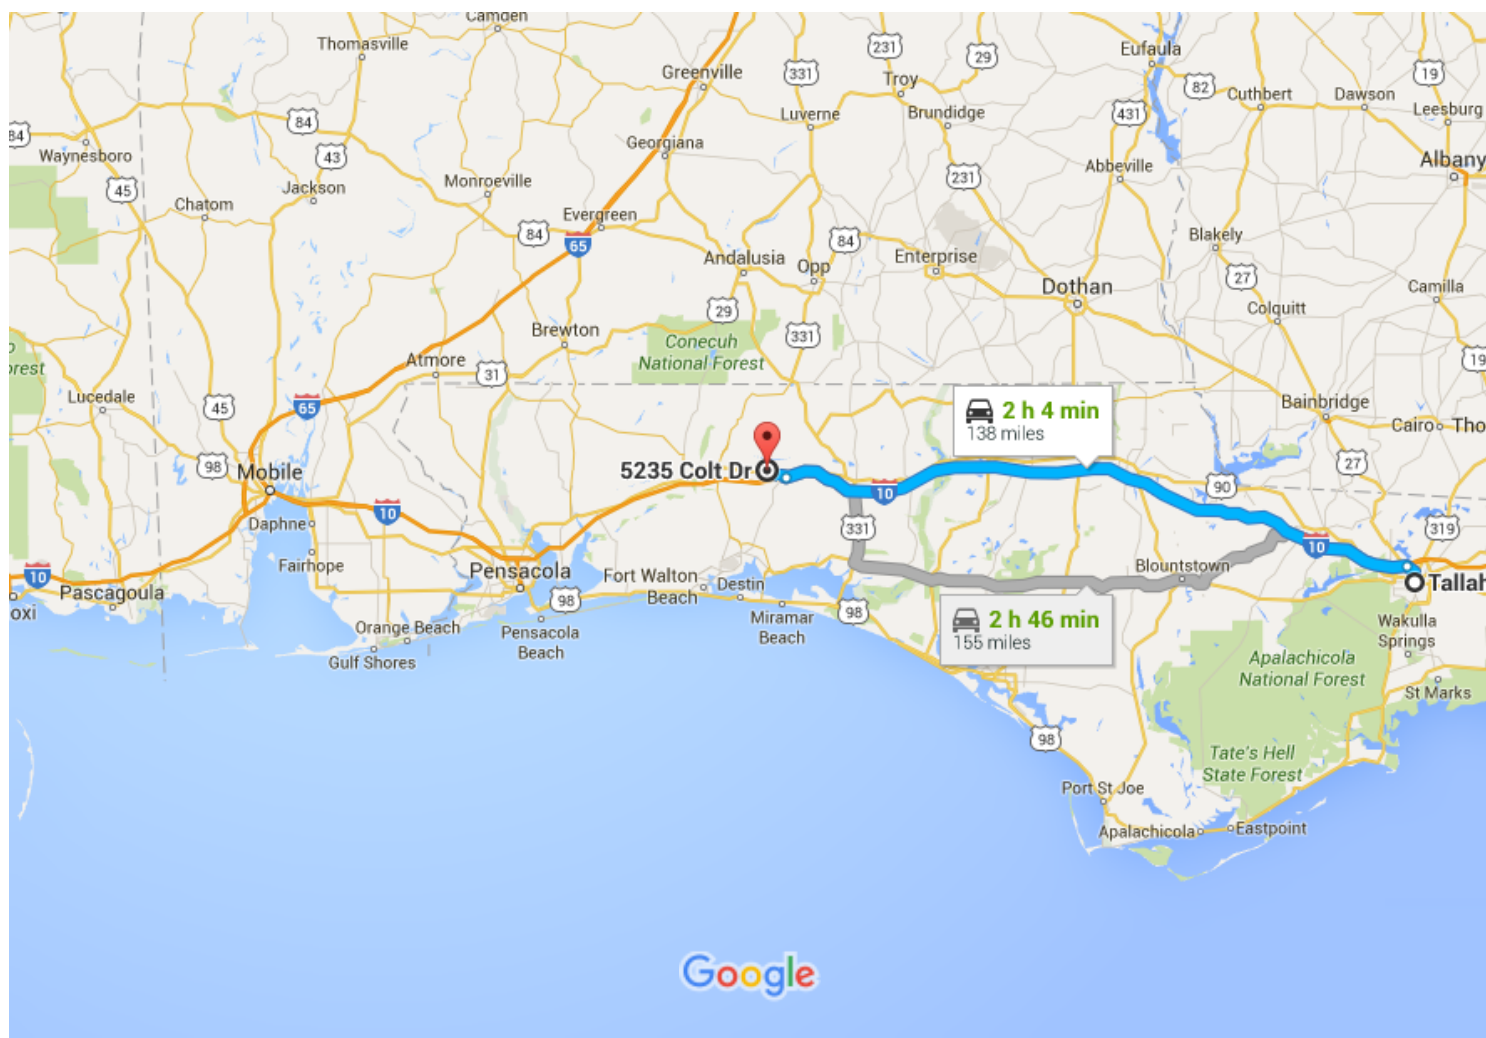 Camden
Thomasville
231
29
Eufaula
Greenville
331
Troy
19
82
Cuthbert
Dawson
Leesburg
Brundidge
Luverne
431
84
84
Waynesboro
43
Georgiana
Abbeville
Albany
45
Jackson
Monroeville
231
Chatom
Evergreen
84
65
84
Blakely
Andalusia
Opp
Enterprise
27
Dothan
Camilla
Colquitt
29
Brewton
331
Conecuh
National Forest
Atmore
31
19
orest
Lucedale
45
65
2 h 4 min
138 miles
Bainbridge
Cairo
Tho
98
Mobile
5235 Colt Dr
27
90
10
10
Daphne
331
319
Fairhope
10
10
Pascagoula
oxi
Pensacola
Fort Walton
Beach
Destin
Blountstown
Tallah
98
Miramar
Beach
98
2 h 46 min
155 miles
Wakulla
Springs
Orange Beach
Pensacola
Beach
Gulf Shores
Apalachicola
National Forest
St Marks
98
Tate's Hell
State Forest
Port St Joe
Apalachicola
Eastpoint
Google